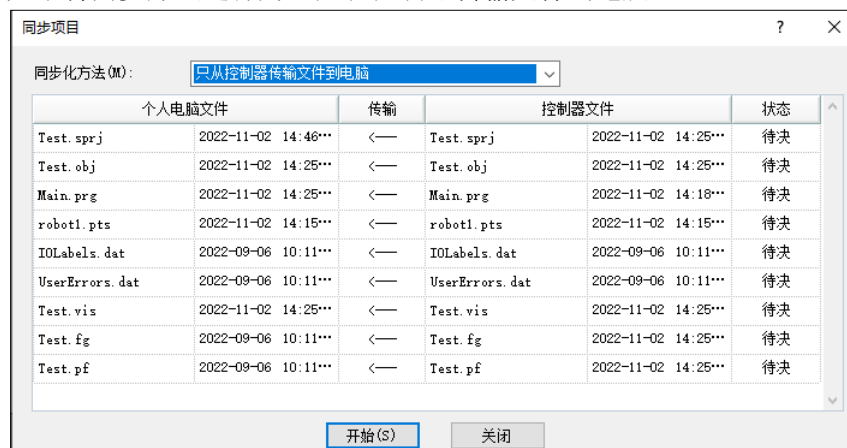 同步项目 ? ×
同步化方法(M): 只从控制器传输文件到电脑
个人电脑文件 传输 控制器文件 状态
Test.sprj 2022-11-02 14:46… <— Test.sprj 2022-11-02 14:25… 待决
Test.obj 2022-11-02 14:25… <— Test.obj 2022-11-02 14:25… 待决
Main.prg 2022-11-02 14:25… <— Main.prg 2022-11-02 14:18… 待决
robot1.pts 2022-11-02 14:15… <— robot1.pts 2022-11-02 14:15… 待决
IOLabels.dat 2022-09-06 10:11… <— IOLabels.dat 2022-09-06 10:11… 待决
UserErrors.dat 2022-09-06 10:11… <— UserErrors.dat 2022-09-06 10:11… 待决
Test.vis 2022-11-02 14:25… <— Test.vis 2022-11-02 14:25… 待决
Test.fg 2022-09-06 10:11… <— Test.fg 2022-11-02 14:25… 待决
Test.pf 2022-09-06 10:11… <— Test.pf 2022-11-02 14:25… 待决
开始(S) 关闭